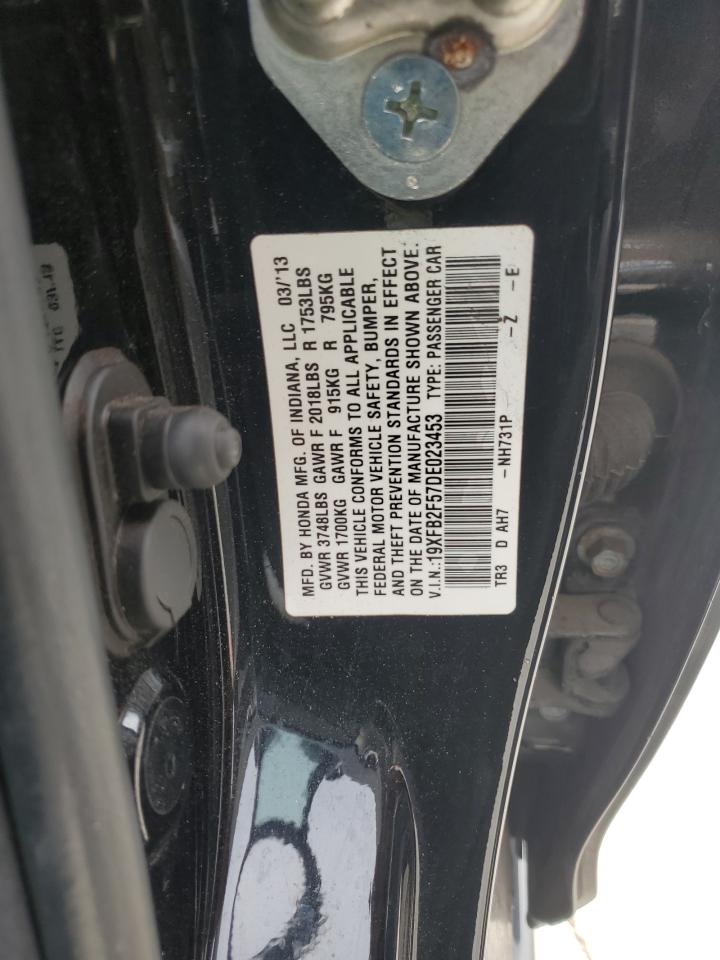 MFD. BY HONDA MFG. OF INDIANA, LLC 03/'13
GVWR 3748LBS GAWR F 2018LBS R 1753LBS
GVWR 1700KG GAWR F 915KG R 795KG
THIS VEHICLE CONFORMS TO ALL APPLICABLE
FEDERAL MOTOR VEHICLE SAFETY, BUMPER,
AND THEFT PREVENTION STANDARDS IN EFFECT
ON THE DATE OF MANUFACTURE SHOWN ABOVE.
V.I.N.:19XFB2F57DE023453 TYPE: PASSENGER CAR
TR3 D AH7 - NH731P - Z - E